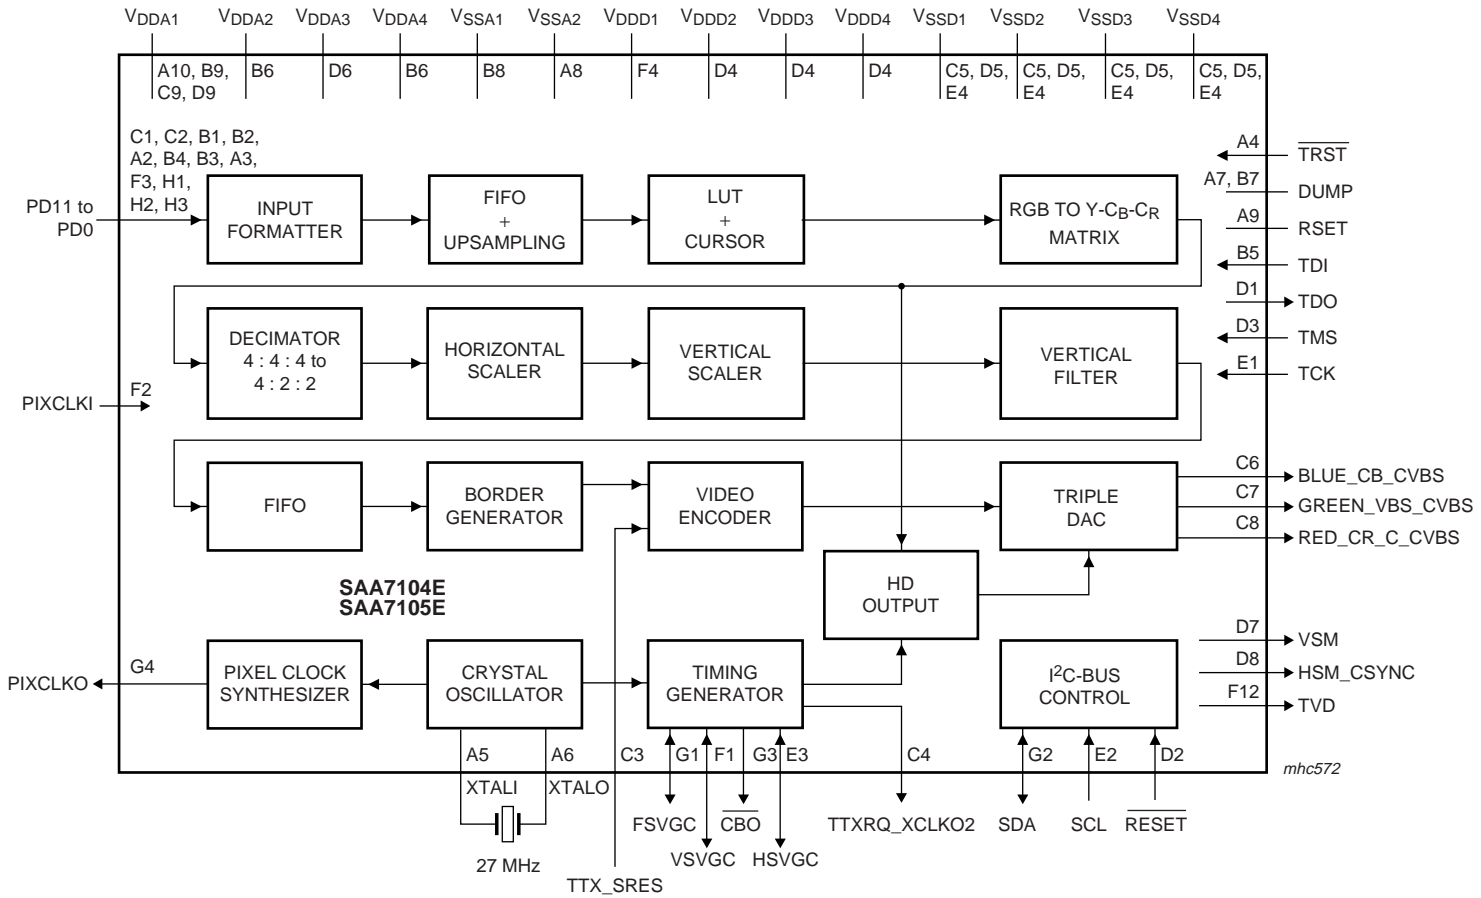 VDDA1 VDDA2 VDDA3 VDDA4 VSSA1 VSSA2 VDDD1 VDDD2 VDDD3 VDDD4 VSSD1 VSSD2 VSSD3 VSSD4
A10, B9, B6 D6 B6 B8 A8 F4 D4 D4 D4 C5, D5, C5, D5, C5, D5, C5, D5,
C9, D9 E4 E4 E4 E4
C1, C2, B1, B2,
A2, B4, B3, A3,
F3, H1,
H2, H3
PD11 to
PD0
INPUT
FORMATTER
FIFO
+
UPSAMPLING
LUT
+
CURSOR
RGB TO Y-CB-CR
MATRIX
A4 TRST
A7, B7 DUMP
A9 RSET
B5 TDI
D1 TDO
D3 TMS
E1 TCK
DECIMATOR
4 : 4 : 4 to
4 : 2 : 2
HORIZONTAL
SCALER
VERTICAL
SCALER
VERTICAL
FILTER
PIXCLKI F2
FIFO
BORDER
GENERATOR
VIDEO
ENCODER
TRIPLE
DAC
C6 BLUE_CB_CVBS
C7 GREEN_VBS_CVBS
C8 RED_CR_C_CVBS
SAA7104E
SAA7105E
HD
OUTPUT
PIXCLKO G4
PIXEL CLOCK
SYNTHESIZER
CRYSTAL
OSCILLATOR
TIMING
GENERATOR
I2C-BUS
CONTROL
D7 VSM
D8 HSM_CSYNC
F12 TVD
A5 A6 C3 G1 F1 G3 E3 C4 G2 E2 D2
mhc572
XTALI XTALO
27 MHz
FSVGC CBO TTXRQ_XCLKO2 SDA SCL RESET
VSVGC HSVGC
TTX_SRES